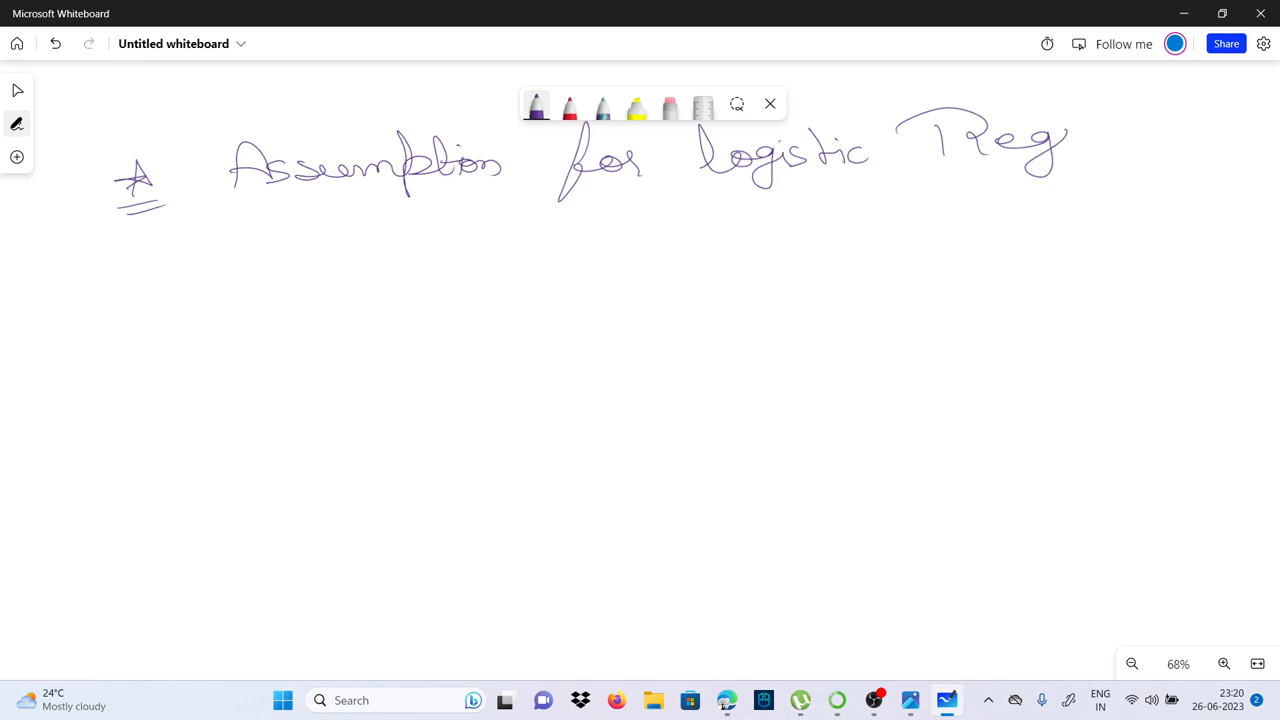 Microsoft Whiteboard
Untitled whiteboard
Follow me
Share
Assumption for logistic Reg
68%
24°C
Mostly cloudy
Search
ENG
IN
23:20
26-06-2023
2